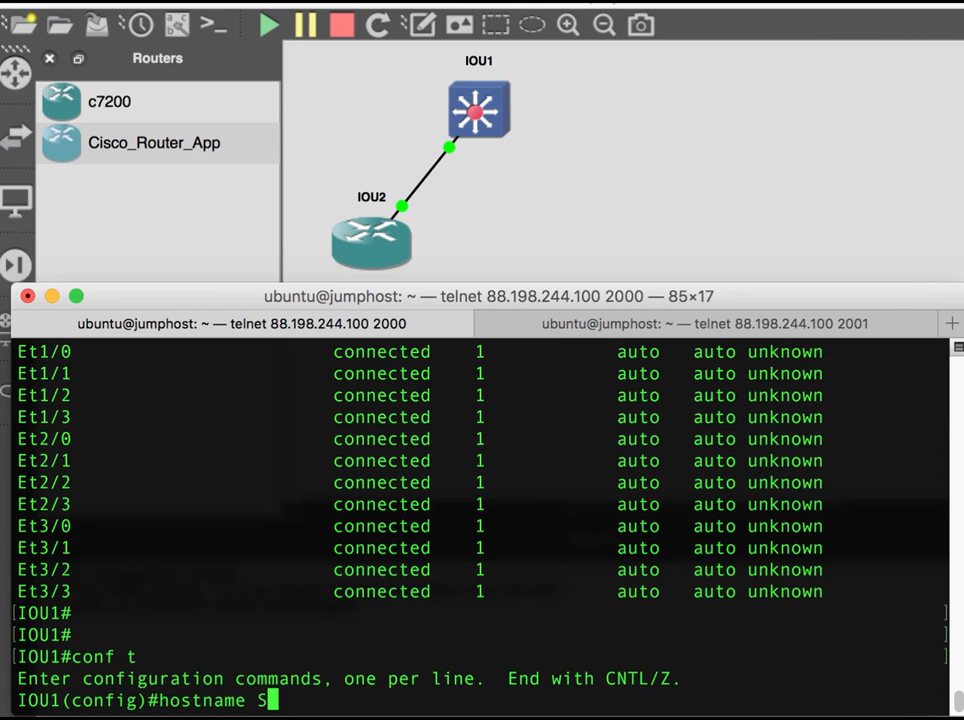 IOU1
Routers
c7200
Cisco_Router_App
IOU2
ubuntu@jumphost: ~ — telnet 88.198.244.100 2000 — 85×17
ubuntu@jumphost: ~ — telnet 88.198.244.100 2000
ubuntu@jumphost: ~ — telnet 88.198.244.100 2001
Et1/0 connected 1 auto auto unknown
Et1/1 connected 1 auto auto unknown
Et1/2 connected 1 auto auto unknown
Et1/3 connected 1 auto auto unknown
Et2/0 connected 1 auto auto unknown
Et2/1 connected 1 auto auto unknown
Et2/2 connected 1 auto auto unknown
Et2/3 connected 1 auto auto unknown
Et3/0 connected 1 auto auto unknown
Et3/1 connected 1 auto auto unknown
Et3/2 connected 1 auto auto unknown
Et3/3 connected 1 auto auto unknown
[IOU1# ]
[IOU1# ]
[IOU1#conf t ]
Enter configuration commands, one per line. End with CNTL/Z.
IOU1(config)#hostname S